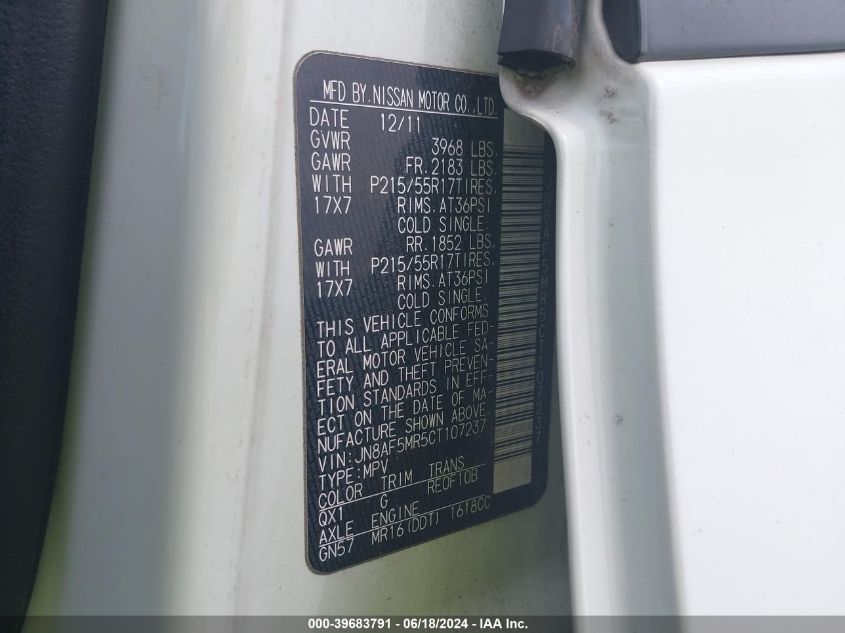 MFD BY.NISSAN MOTOR CO.,LTD.
DATE 12/11
GVWR 3968 LBS
GAWR FR.2183 LBS.
WITH P215/55R17TIRES.
17X7 RIMS.AT36PSI
COLD SINGLE.
GAWR RR.1852 LBS.
WITH P215/55R17TIRES.
17X7 RIMS.AT36PSI
COLD SINGLE.
THIS VEHICLE CONFORMS
TO ALL APPLICABLE FED-
ERAL MOTOR VEHICLE SA-
FETY AND THEFT PREVEN-
TION STANDARDS IN EFF-
ECT ON THE DATE OF MA-
NUFACTURE SHOWN ABOVE.
VIN:JN8AF5MR5CT107237
TYPE:MPV
COLOR TRIM TRANS
QX1 G RE0F10B
AXLE ENGINE
GN57 MR16(DDT) 1618CC
JN8AF5MR5CT107237
000-39683791 - 06/18/2024 - IAA Inc.